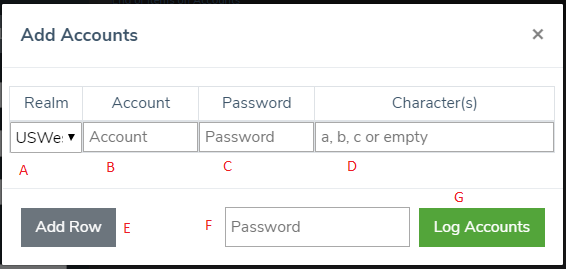 Add Accounts ×
Realm Account Password Character(s)
USWe: Account Password a, b, c or empty
A B C D
G
Add Row E F Password Log Accounts